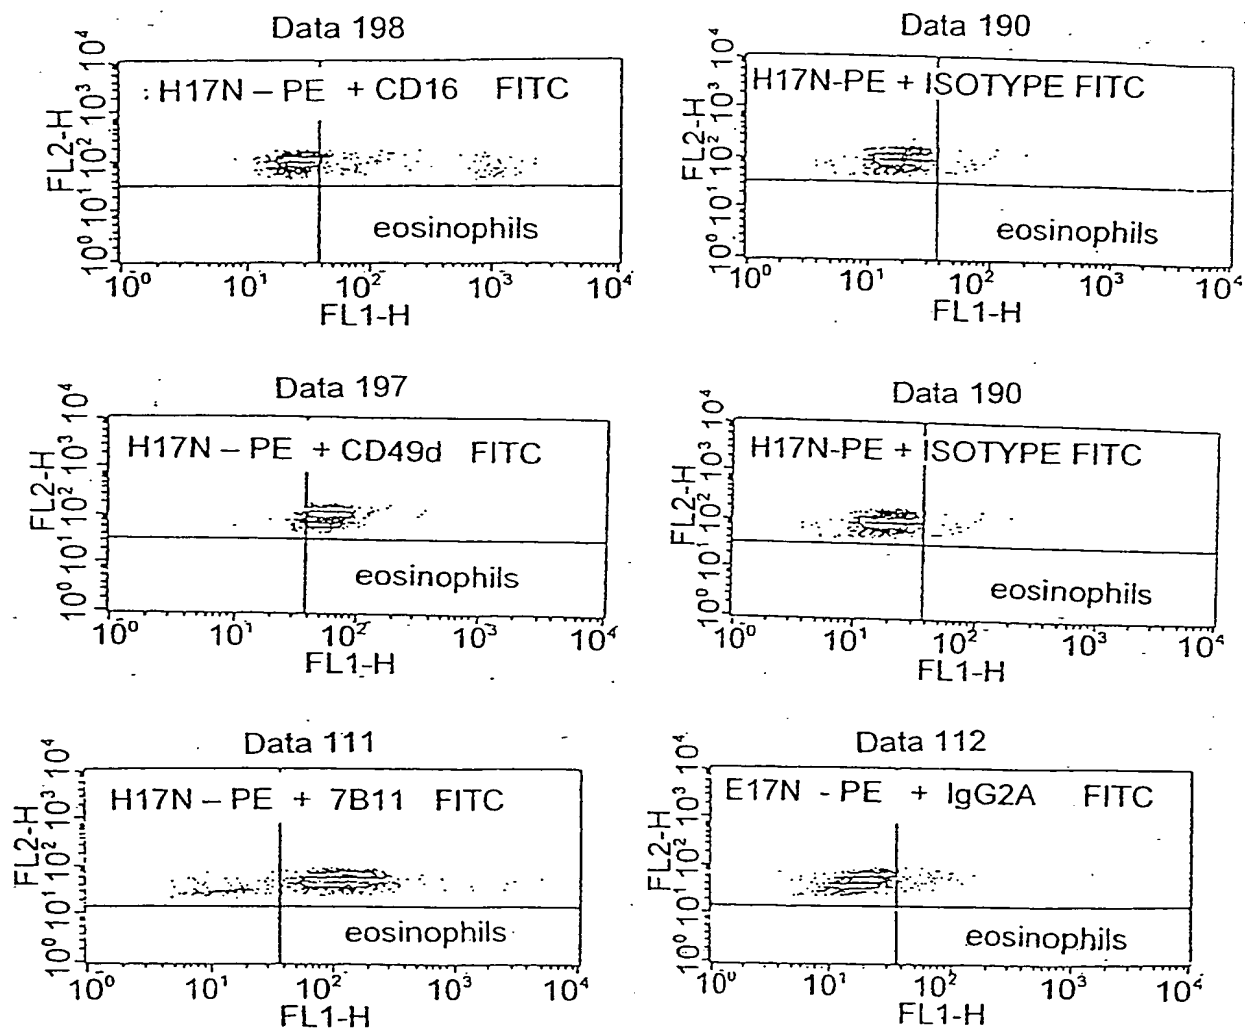 Data 198
: H17N – PE + CD16 FITC
FL2-H
10⁰ 10¹ 10² 10³ 10⁴
eosinophils
10⁰ 10¹ 10² 10³ 10⁴
FL1-H
Data 190
H17N-PE + ISOTYPE FITC
FL2-H
10⁰ 10¹ 10² 10³ 10⁴
eosinophils
10⁰ 10¹ 10² 10³ 10⁴
FL1-H
Data 197
H17N – PE + CD49d FITC
FL2-H
10⁰ 10¹ 10² 10³ 10⁴
eosinophils
10⁰ 10¹ 10² 10³ 10⁴
FL1-H
Data 190
H17N-PE + ISOTYPE FITC
FL2-H
10⁰ 10¹ 10² 10³ 10⁴
eosinophils
10⁰ 10¹ 10² 10³ 10⁴
FL1-H
Data 111
H17N – PE + 7B11 FITC
FL2-H
10⁰ 10¹ 10² 10³ 10⁴
eosinophils
10⁰ 10¹ 10² 10³ 10⁴
FL1-H
Data 112
E17N - PE + IgG2A FITC
FL2-H
10⁰ 10¹ 10² 10³ 10⁴
eosinophils
10⁰ 10¹ 10² 10³ 10⁴
FL1-H